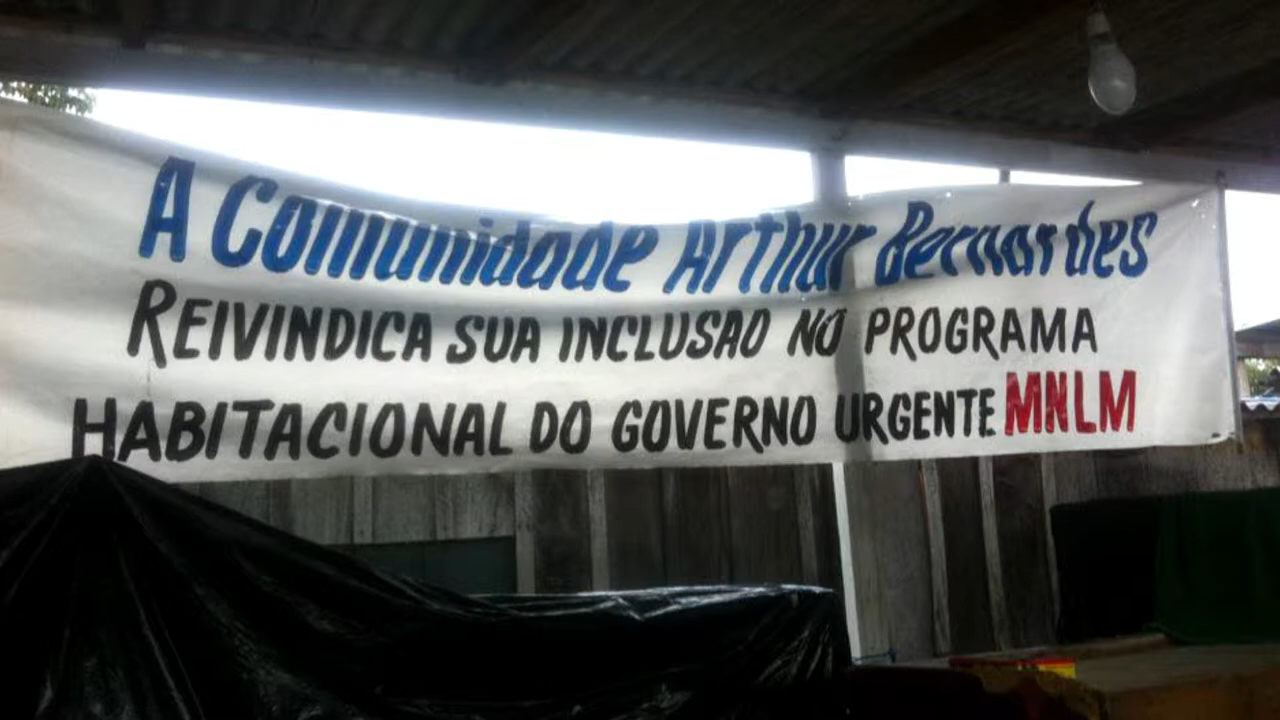 A Comunidade Arthur Bernardes
REIVINDICA SUA INCLUSAO NO PROGRAMA
HABITACIONAL DO GOVERNO URGENTE MNLM